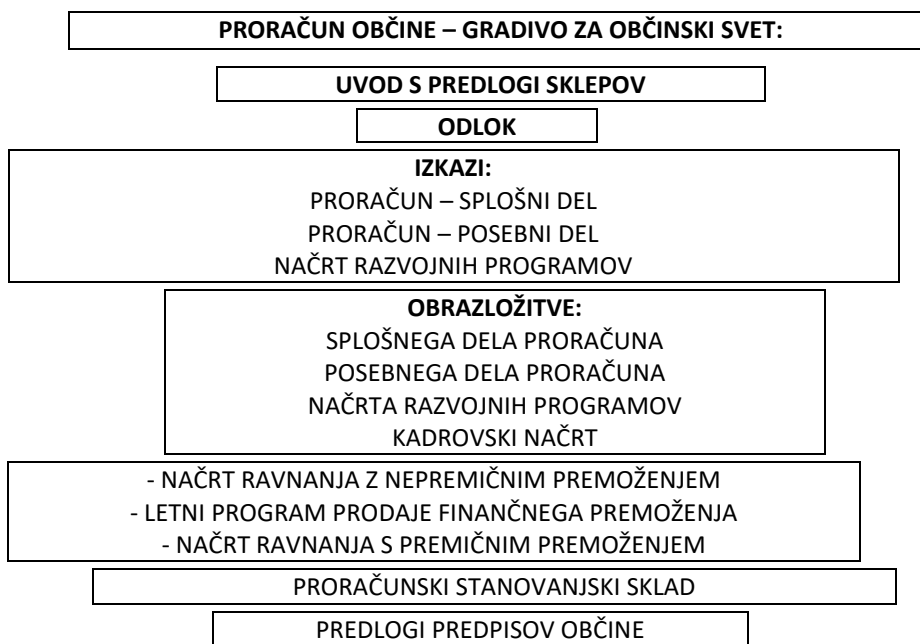 PRORAČUN OBČINE – GRADIVO ZA OBČINSKI SVET:
UVOD S PREDLOGI SKLEPOV
ODLOK
IZKAZI:
PRORAČUN – SPLOŠNI DEL
PRORAČUN – POSEBNI DEL
NAČRT RAZVOJNIH PROGRAMOV
OBRAZLOŽITVE:
SPLOŠNEGA DELA PRORAČUNA
POSEBNEGA DELA PRORAČUNA
NAČRTA RAZVOJNIH PROGRAMOV
KADROVSKI NAČRT
- NAČRT RAVNANJA Z NEPREMIČNIM PREMOŽENJEM
- LETNI PROGRAM PRODAJE FINANČNEGA PREMOŽENJA
- NAČRT RAVNANJA S PREMIČNIM PREMOŽENJEM
PRORAČUNSKI STANOVANJSKI SKLAD
PREDLOGI PREDPISOV OBČINE